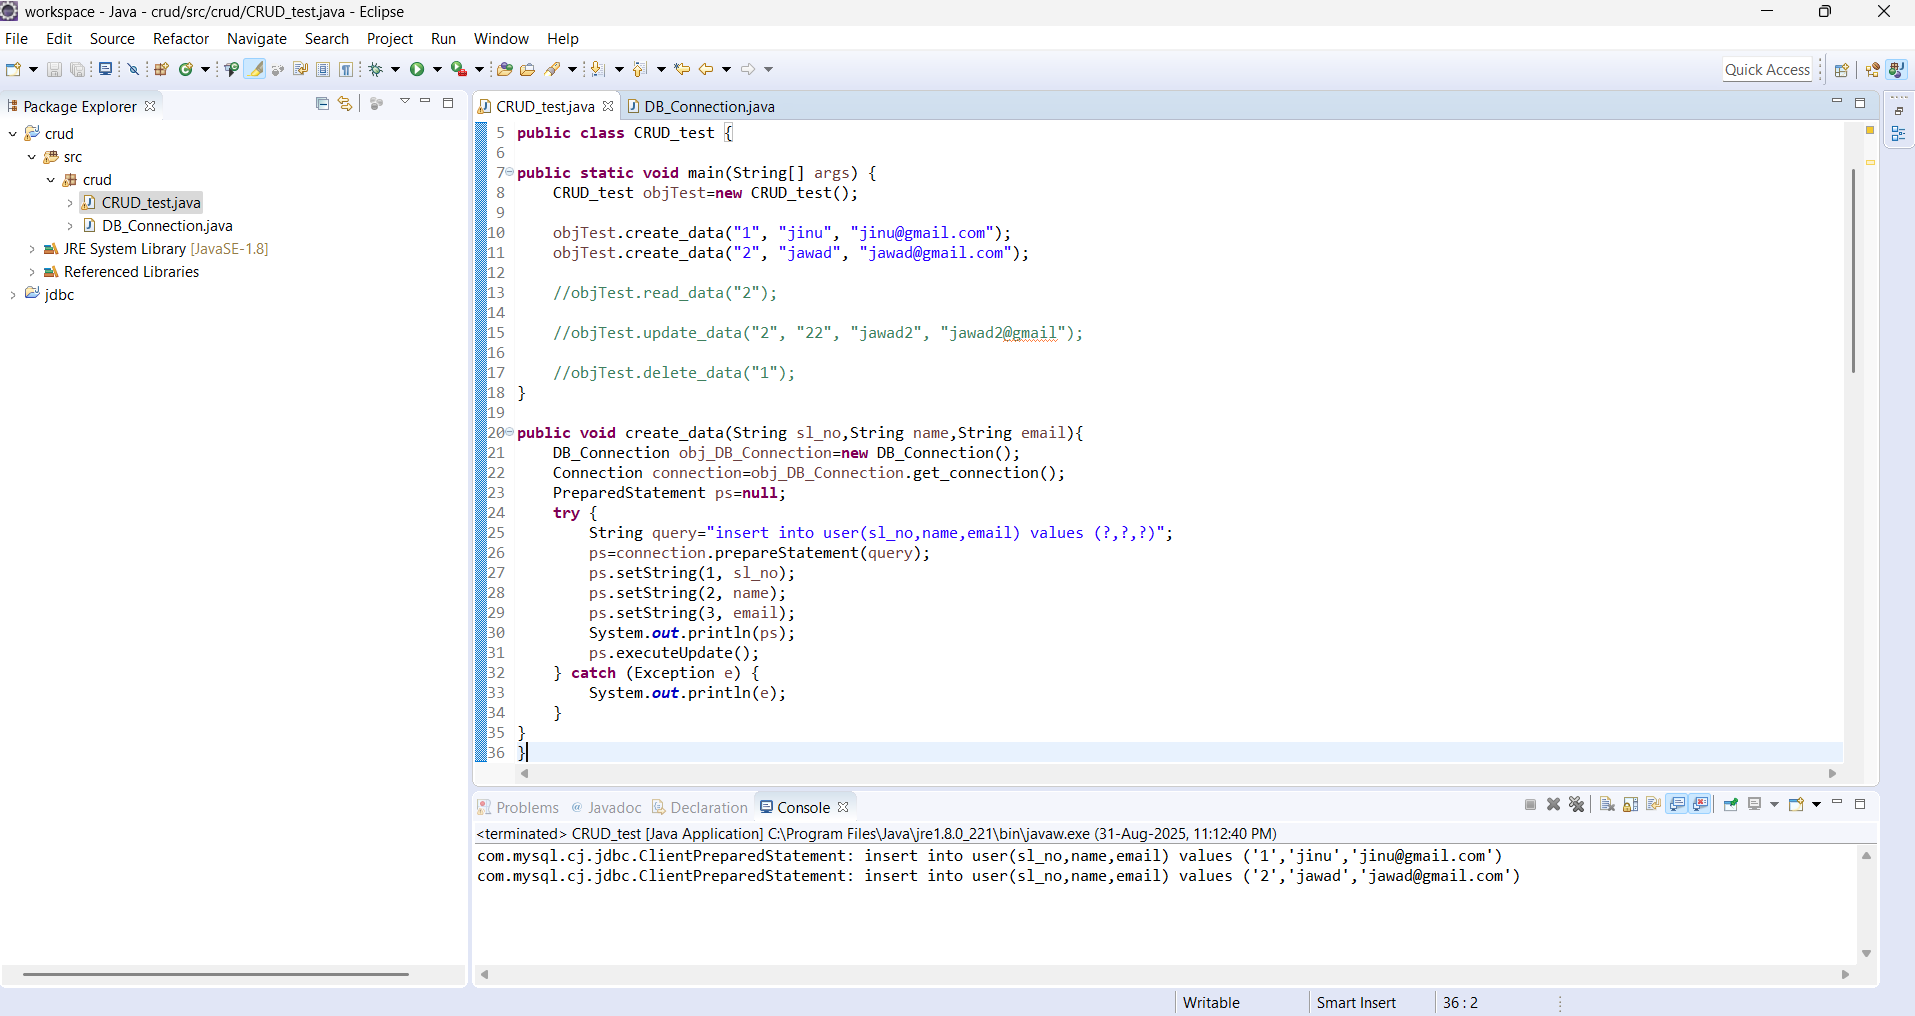 workspace - Java - crud/src/crud/CRUD_test.java - Eclipse
File Edit Source Refactor Navigate Search Project Run Window Help
Quick Access
Package Explorer
CRUD_test.java DB_Connection.java
crud
src
crud
CRUD_test.java
DB_Connection.java
JRE System Library [JavaSE-1.8]
Referenced Libraries
jdbc
5 public class CRUD_test {
6
7 public static void main(String[] args) {
8     CRUD_test objTest=new CRUD_test();
9
10     objTest.create_data("1", "jinu", "jinu@gmail.com");
11     objTest.create_data("2", "jawad", "jawad@gmail.com");
12
13     //objTest.read_data("2");
14
15     //objTest.update_data("2", "22", "jawad2", "jawad2@gmail");
16
17     //objTest.delete_data("1");
18 }
19
20 public void create_data(String sl_no,String name,String email){
21     DB_Connection obj_DB_Connection=new DB_Connection();
22     Connection connection=obj_DB_Connection.get_connection();
23     PreparedStatement ps=null;
24     try {
25         String query="insert into user(sl_no,name,email) values (?,?,?)";
26         ps=connection.prepareStatement(query);
27         ps.setString(1, sl_no);
28         ps.setString(2, name);
29         ps.setString(3, email);
30         System.out.println(ps);
31         ps.executeUpdate();
32     } catch (Exception e) {
33         System.out.println(e);
34     }
35 }
36 }
Problems @ Javadoc Declaration Console
<terminated> CRUD_test [Java Application] C:\Program Files\Java\jre1.8.0_221\bin\javaw.exe (31-Aug-2025, 11:12:40 PM)
com.mysql.cj.jdbc.ClientPreparedStatement: insert into user(sl_no,name,email) values ('1','jinu','jinu@gmail.com')
com.mysql.cj.jdbc.ClientPreparedStatement: insert into user(sl_no,name,email) values ('2','jawad','jawad@gmail.com')
Writable Smart Insert 36 : 2